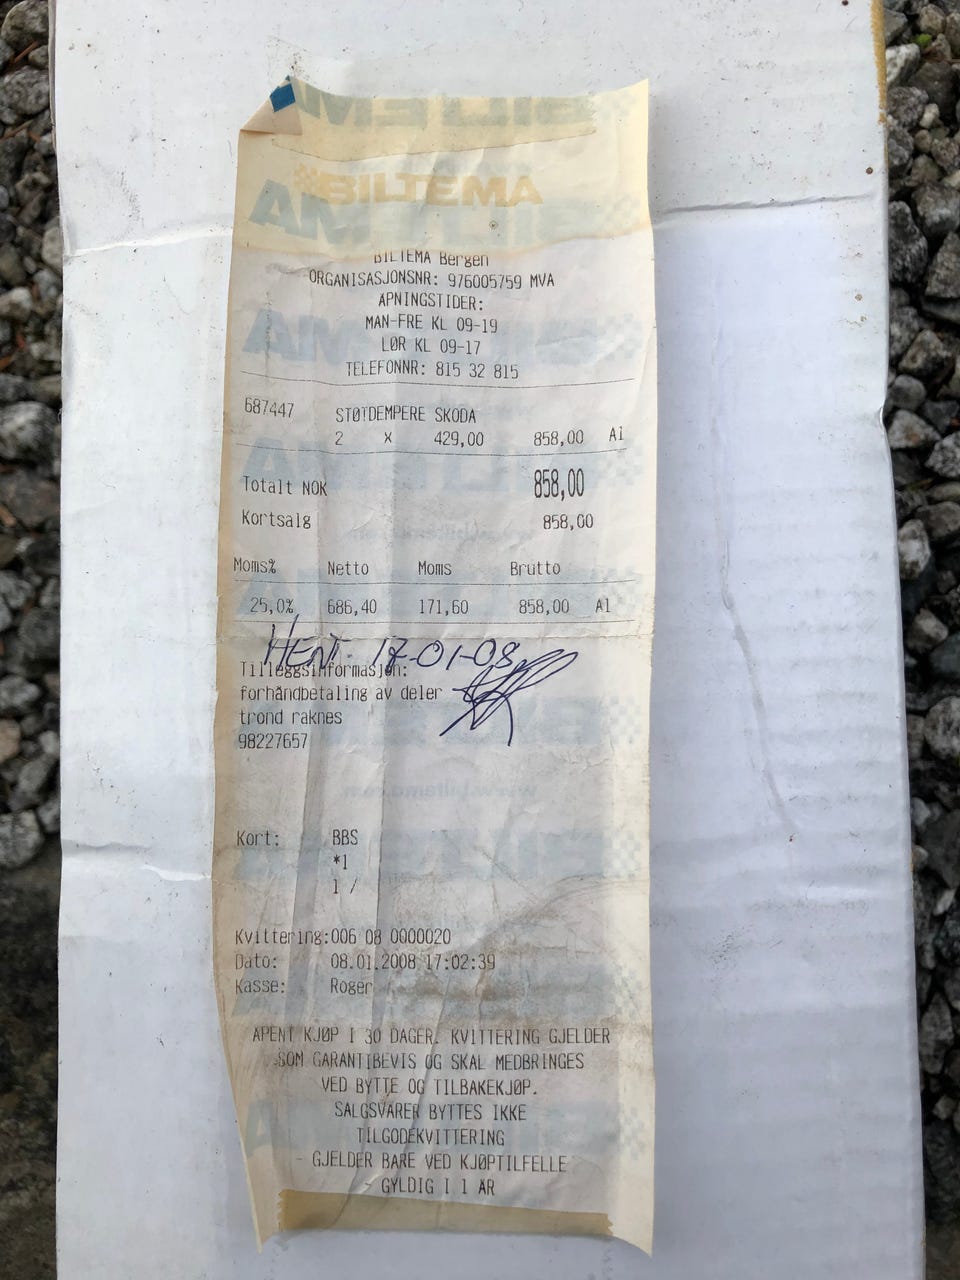 BILTEMA
BILTEMA Bergen
ORGANISASJONSNR: 976005759 MVA
APNINGSTIDER:
MAN-FRE KL 09-19
LØR KL 09-17
TELEFONNR: 815 32 815
687447 STØTDEMPERE SKODA
2 x 429,00 858,00 A1
Totalt NOK 858,00
Kortsalg 858,00
Moms% Netto Moms Brutto
25,0% 686,40 171,60 858,00 A1
HENT 17-01-08
Tilleggsinformasjon:
forhåndbetaling av deler
trond raknes
98227657
Kort: BBS
*1
1 /
Kvittering:006 08 0000020
Dato: 08.01.2008 17:02:39
Kasse: Roger
APENT KJØP I 30 DAGER. KVITTERING GJELDER
SOM GARANTIBEVIS OG SKAL MEDBRINGES
VED BYTTE OG TILBAKEKJØP.
SALGSVARER BYTTES IKKE
TILGODEKVITTERING
- GJELDER BARE VED KJØPTILFELLE
- GYLDIG I 1 AR